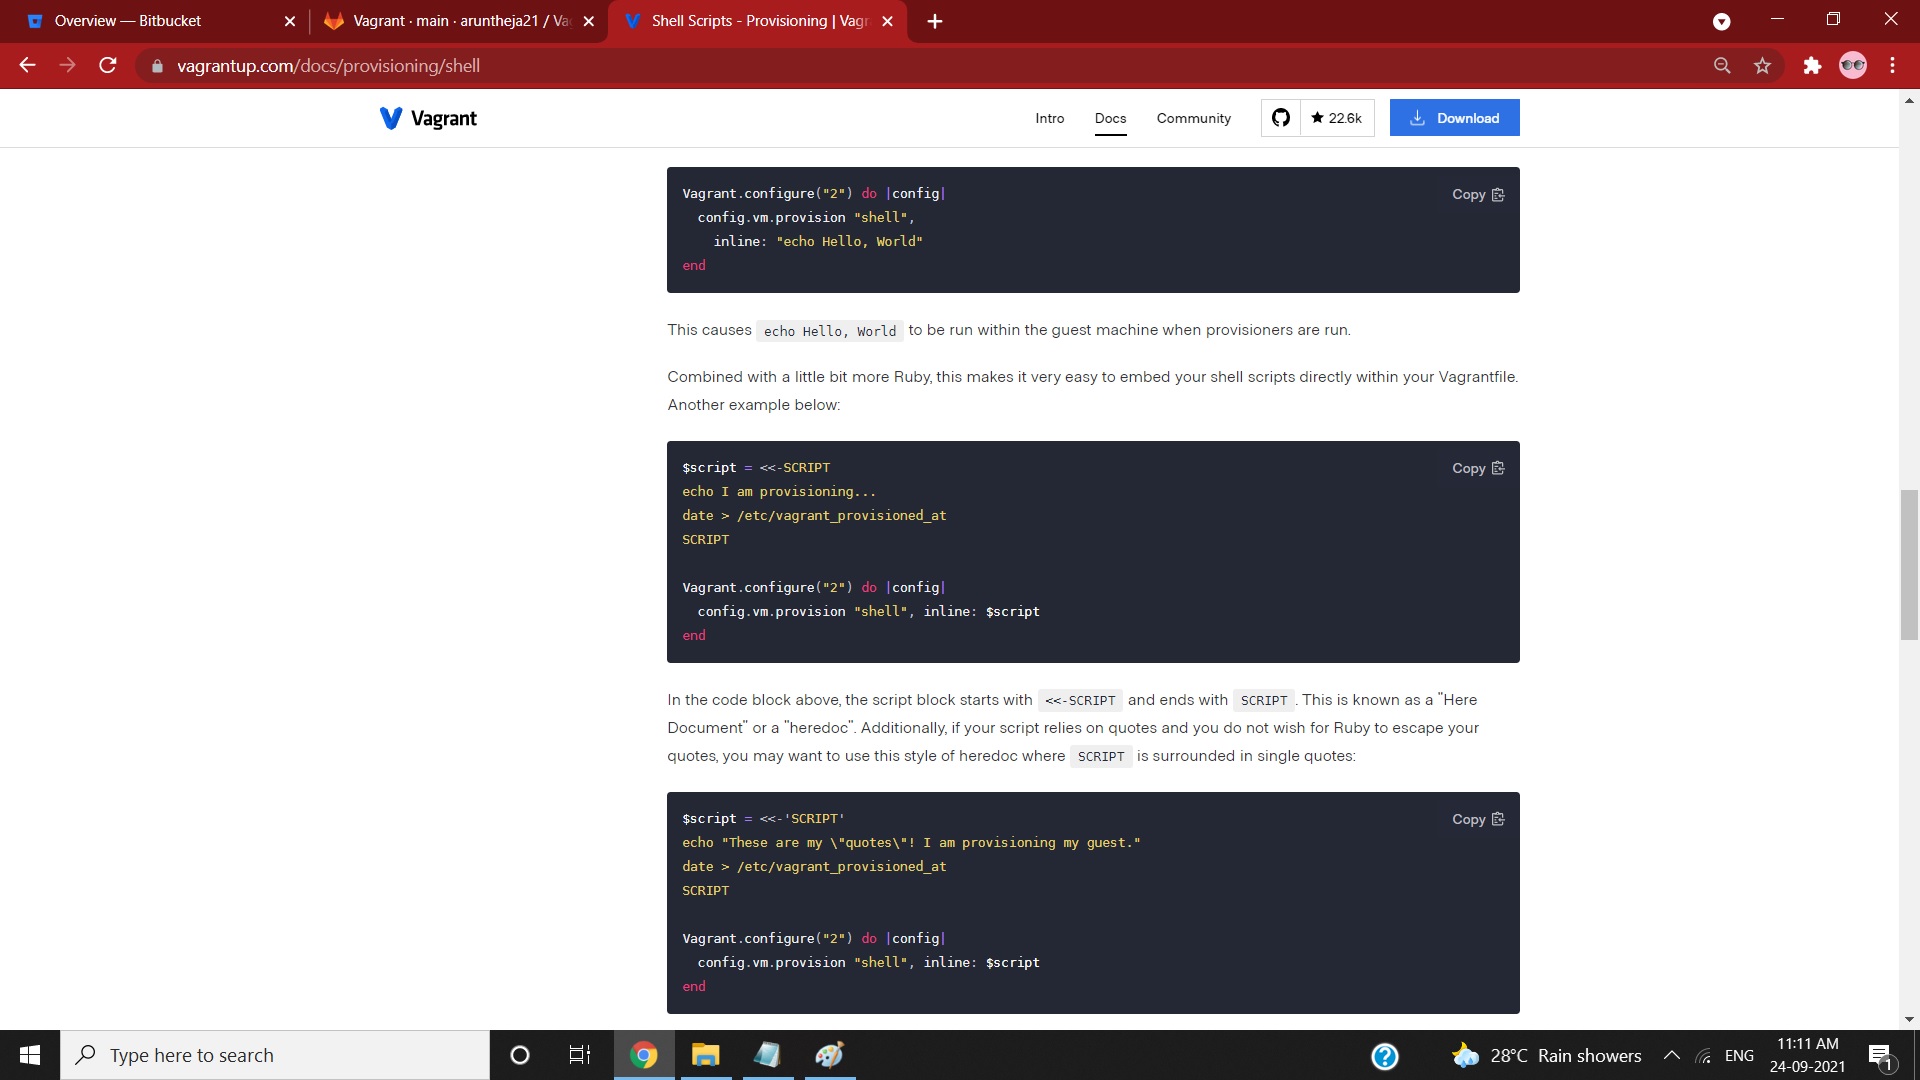 Overview — Bitbucket
Vagrant · main · aruntheja21 / Va
Shell Scripts - Provisioning | Vagr
vagrantup.com/docs/provisioning/shell
Vagrant
Intro
Docs
Community
★ 22.6k
Download
Vagrant.configure("2") do |config|
  config.vm.provision "shell",
    inline: "echo Hello, World"
end
Copy
This causes echo Hello, World to be run within the guest machine when provisioners are run.
Combined with a little bit more Ruby, this makes it very easy to embed your shell scripts directly within your Vagrantfile.
Another example below:
$script = <<-SCRIPT
echo I am provisioning...
date > /etc/vagrant_provisioned_at
SCRIPT
Vagrant.configure("2") do |config|
  config.vm.provision "shell", inline: $script
end
Copy
In the code block above, the script block starts with <<-SCRIPT and ends with SCRIPT . This is known as a "Here
Document" or a "heredoc". Additionally, if your script relies on quotes and you do not wish for Ruby to escape your
quotes, you may want to use this style of heredoc where SCRIPT is surrounded in single quotes:
$script = <<-'SCRIPT'
echo "These are my \"quotes\"! I am provisioning my guest."
date > /etc/vagrant_provisioned_at
SCRIPT
Vagrant.configure("2") do |config|
  config.vm.provision "shell", inline: $script
end
Copy
Type here to search
28°C Rain showers
ENG
11:11 AM
24-09-2021
1